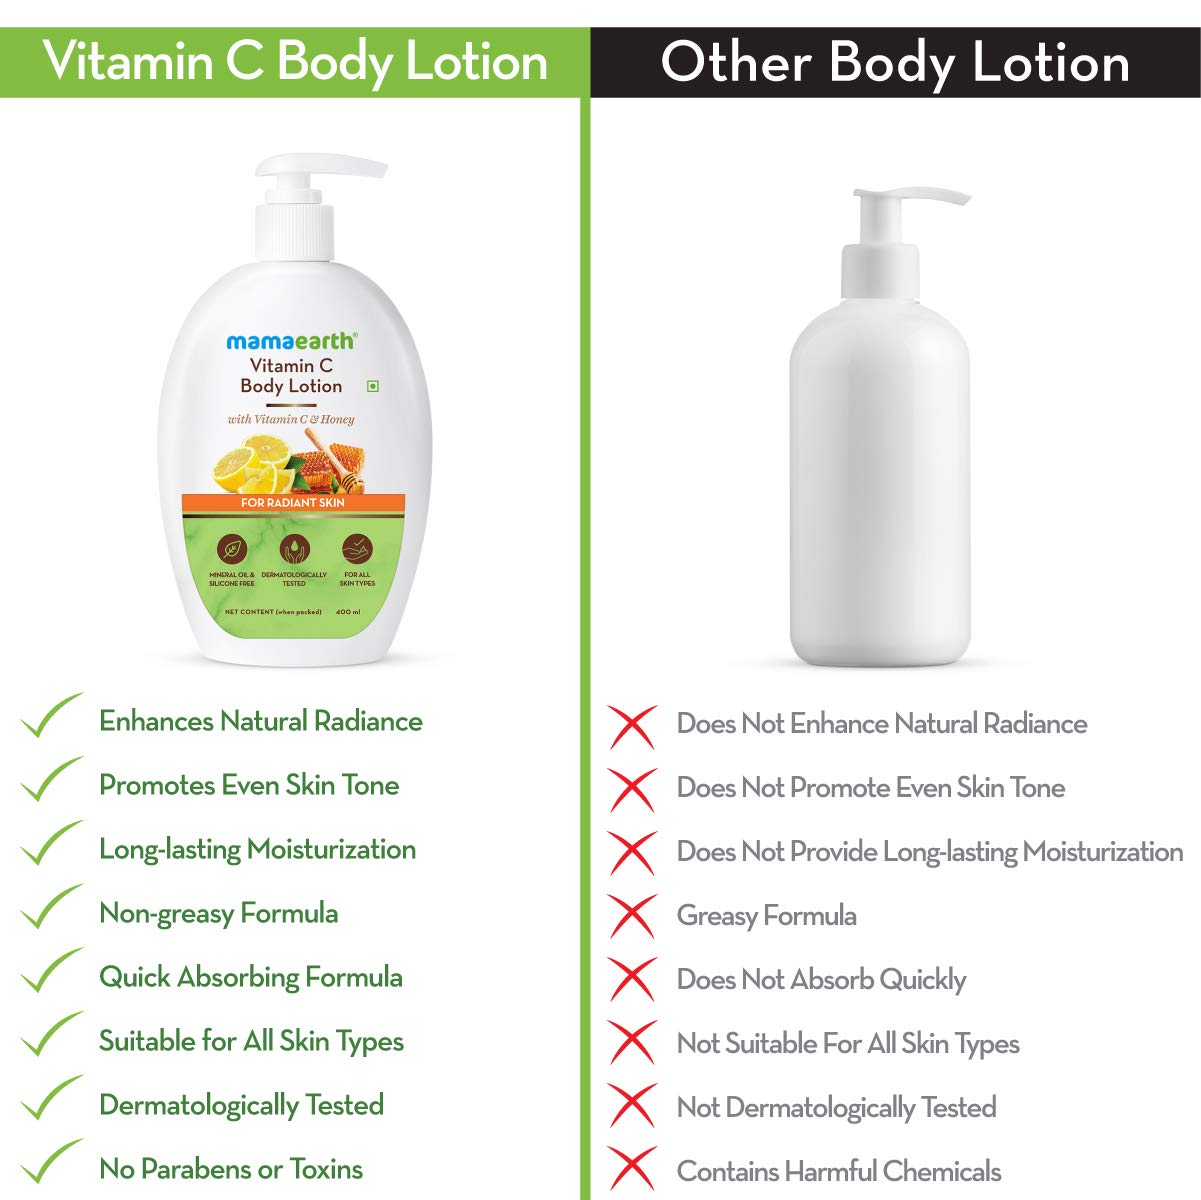 Vitamin C Body Lotion
Other Body Lotion
mamaearth®
Vitamin C
Body Lotion
with Vitamin C & Honey
FOR RADIANT SKIN
MINERAL OIL &
SILICONE FREE
DERMATOLOGICALLY
TESTED
FOR ALL
SKIN TYPES
NET CONTENT (when packed) 400 ml
Enhances Natural Radiance
Promotes Even Skin Tone
Long-lasting Moisturization
Non-greasy Formula
Quick Absorbing Formula
Suitable for All Skin Types
Dermatologically Tested
No Parabens or Toxins
Does Not Enhance Natural Radiance
Does Not Promote Even Skin Tone
Does Not Provide Long-lasting Moisturization
Greasy Formula
Does Not Absorb Quickly
Not Suitable For All Skin Types
Not Dermatologically Tested
Contains Harmful Chemicals